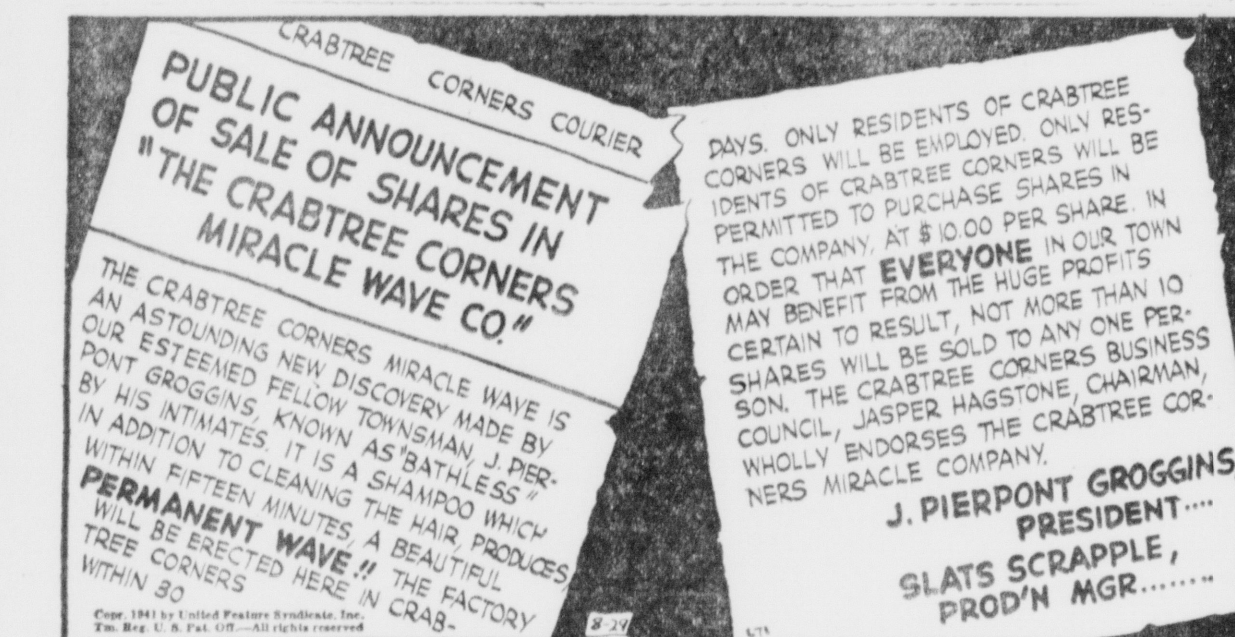 CRABTREE CORNERS COURIER
PUBLIC ANNOUNCEMENT
OF SALE OF SHARES IN
"THE CRABTREE CORNERS
MIRACLE WAVE CO."
THE CRABTREE CORNERS MIRACLE WAVE IS
AN ASTOUNDING NEW DISCOVERY MADE BY
OUR ESTEEMED FELLOW TOWNSMAN, J. PIER-
PONT GROGGINS, KNOWN AS "BATHLESS"
BY HIS INTIMATES. IT IS A SHAMPOO WHICH
IN ADDITION TO CLEANING THE HAIR, PRODUCES,
WITHIN FIFTEEN MINUTES, A BEAUTIFUL
PERMANENT WAVE!! THE FACTORY
WILL BE ERECTED HERE IN CRAB-
TREE CORNERS
WITHIN 30
Copr. 1941 by United Feature Syndicate, Inc.
Tm. Reg. U. S. Pat. Off.—All rights reserved
8-29
DAYS. ONLY RESIDENTS OF CRABTREE
CORNERS WILL BE EMPLOYED. ONLY RES-
IDENTS OF CRABTREE CORNERS WILL BE
PERMITTED TO PURCHASE SHARES IN
THE COMPANY, AT $10.00 PER SHARE. IN
ORDER THAT EVERYONE IN OUR TOWN
MAY BENEFIT FROM THE HUGE PROFITS
CERTAIN TO RESULT, NOT MORE THAN 10
SHARES WILL BE SOLD TO ANY ONE PER-
SON. THE CRABTREE CORNERS BUSINESS
COUNCIL, JASPER HAGSTONE, CHAIRMAN,
WHOLLY ENDORSES THE CRABTREE COR-
NERS MIRACLE COMPANY.
J. PIERPONT GROGGINS
PRESIDENT....
SLATS SCRAPPLE,
PROD'N MGR.......